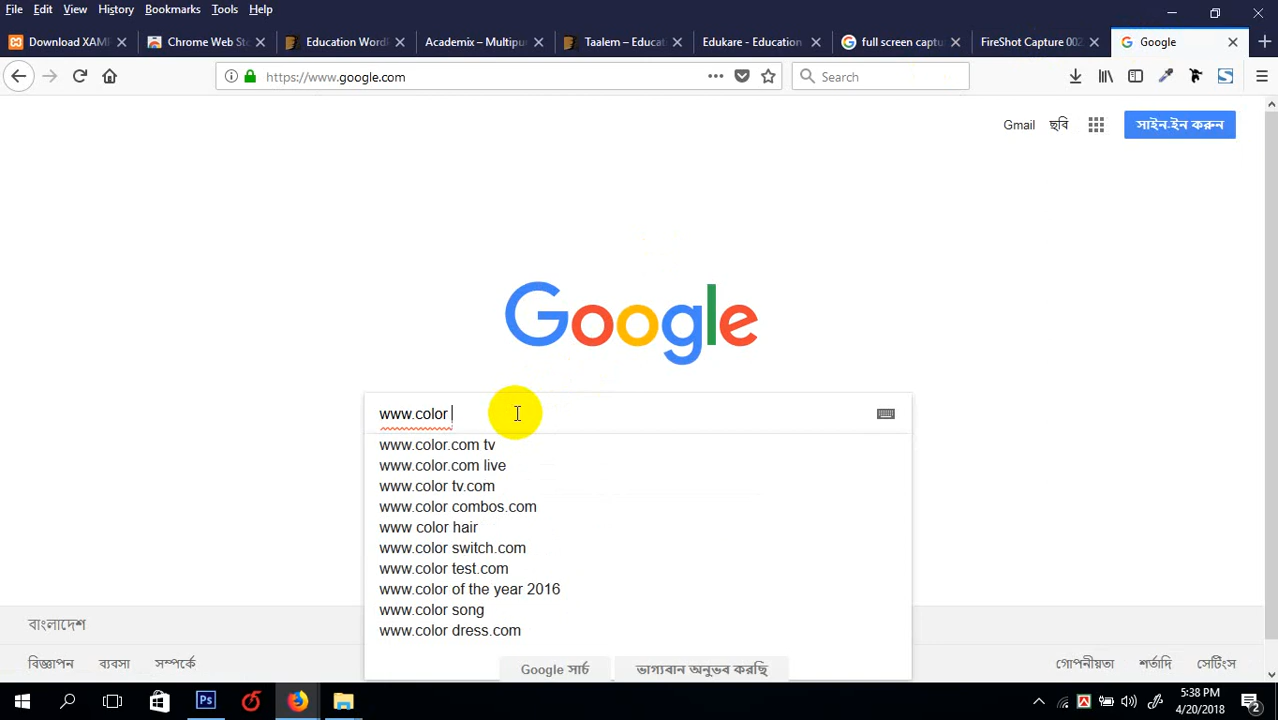 File Edit View History Bookmarks Tools Help
Download XAM Chrome Web St Education Word Academix – Multipu Taalem – Educat Edukare - Education full screen captu FireShot Capture 002 Google
https://www.google.com Search
Gmail ছবি সাইন-ইন করুন
Google
www.color
www.color.com tv
www.color.com live
www.color tv.com
www.color combos.com
www color hair
www.color switch.com
www.color test.com
www.color of the year 2016
www.color song
www.color dress.com
Google সার্চ ভাগ্যবান অনুভব করছি
বাংলাদেশ
বিজ্ঞাপন ব্যবসা সম্পর্কে গোপনীয়তা শর্তাদি সেটিংস
Ps 5:38 PM
4/20/2018 2